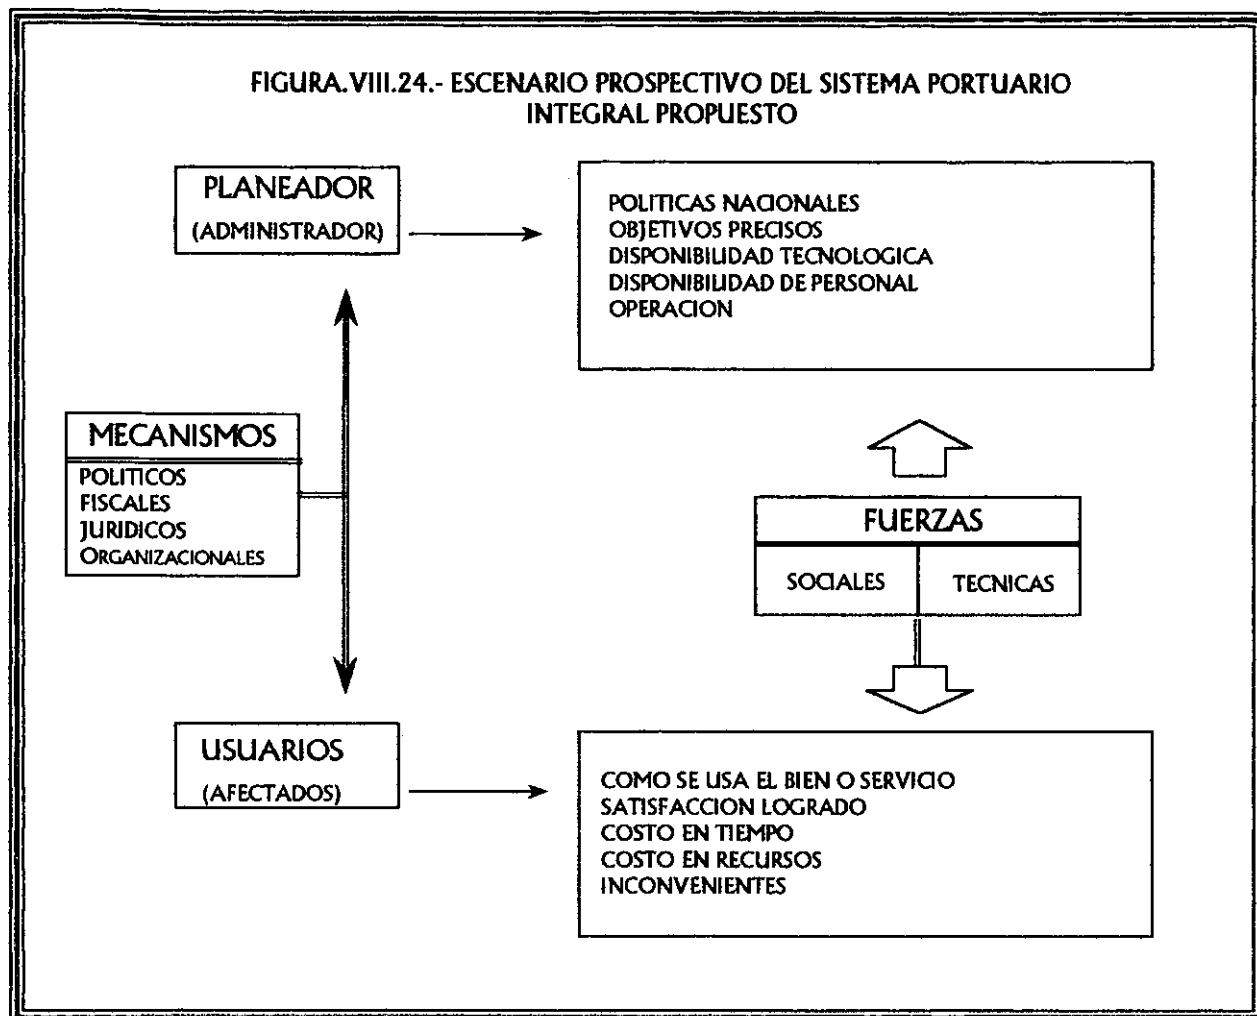 FIGURA.VIII.24.- ESCENARIO PROSPECTIVO DEL SISTEMA PORTUARIO
INTEGRAL PROPUESTO
PLANEADOR
(ADMINISTRADOR)
POLITICAS NACIONALES
OBJETIVOS PRECISOS
DISPONIBILIDAD TECNOLOGICA
DISPONIBILIDAD DE PERSONAL
OPERACION
MECANISMOS
POLITICOS
FISCALES
JURIDICOS
ORGANIZACIONALES
FUERZAS
SOCIALES
TECNICAS
USUARIOS
(AFECTADOS)
COMO SE USA EL BIEN O SERVICIO
SATISFACCION LOGRADO
COSTO EN TIEMPO
COSTO EN RECURSOS
INCONVENIENTES